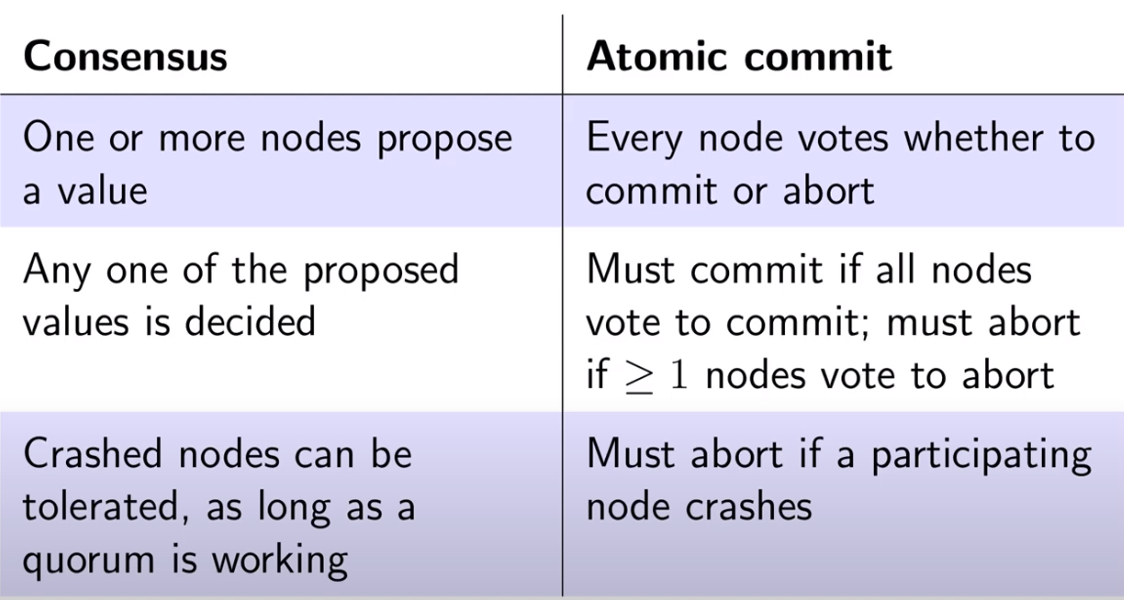 Consensus
Atomic commit
One or more nodes propose
a value
Every node votes whether to
commit or abort
Any one of the proposed
values is decided
Must commit if all nodes
vote to commit; must abort
if ≥ 1 nodes vote to abort
Crashed nodes can be
tolerated, as long as a
quorum is working
Must abort if a participating
node crashes